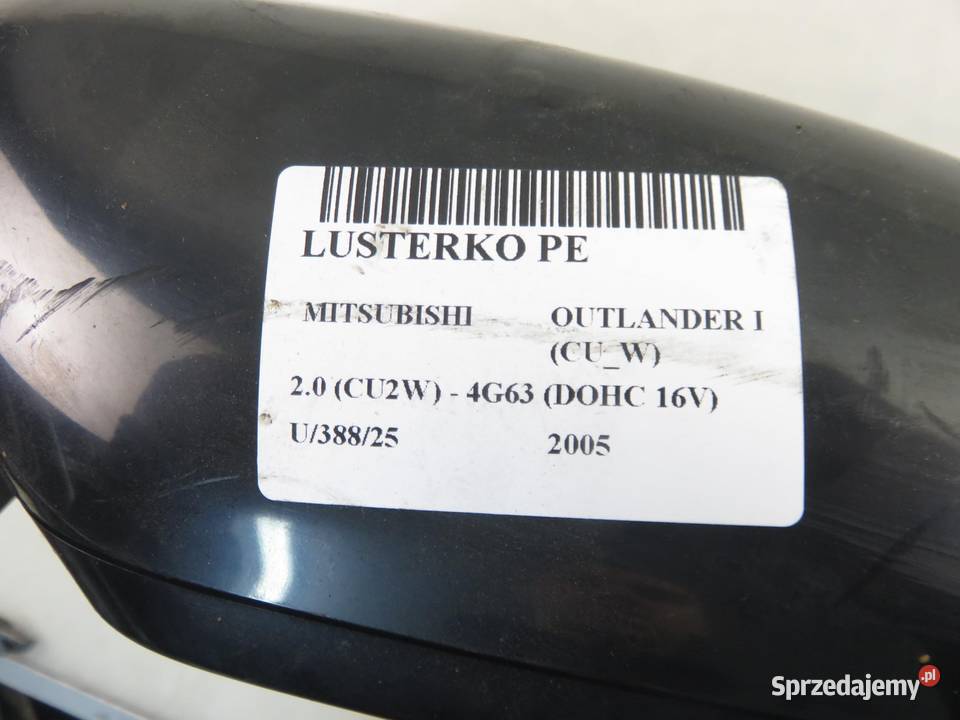 LUSTERKO PE
MITSUBISHI OUTLANDER I
(CU_W)
2.0 (CU2W) - 4G63 (DOHC 16V)
U/388/25 2005
Sprzedajemy.pl